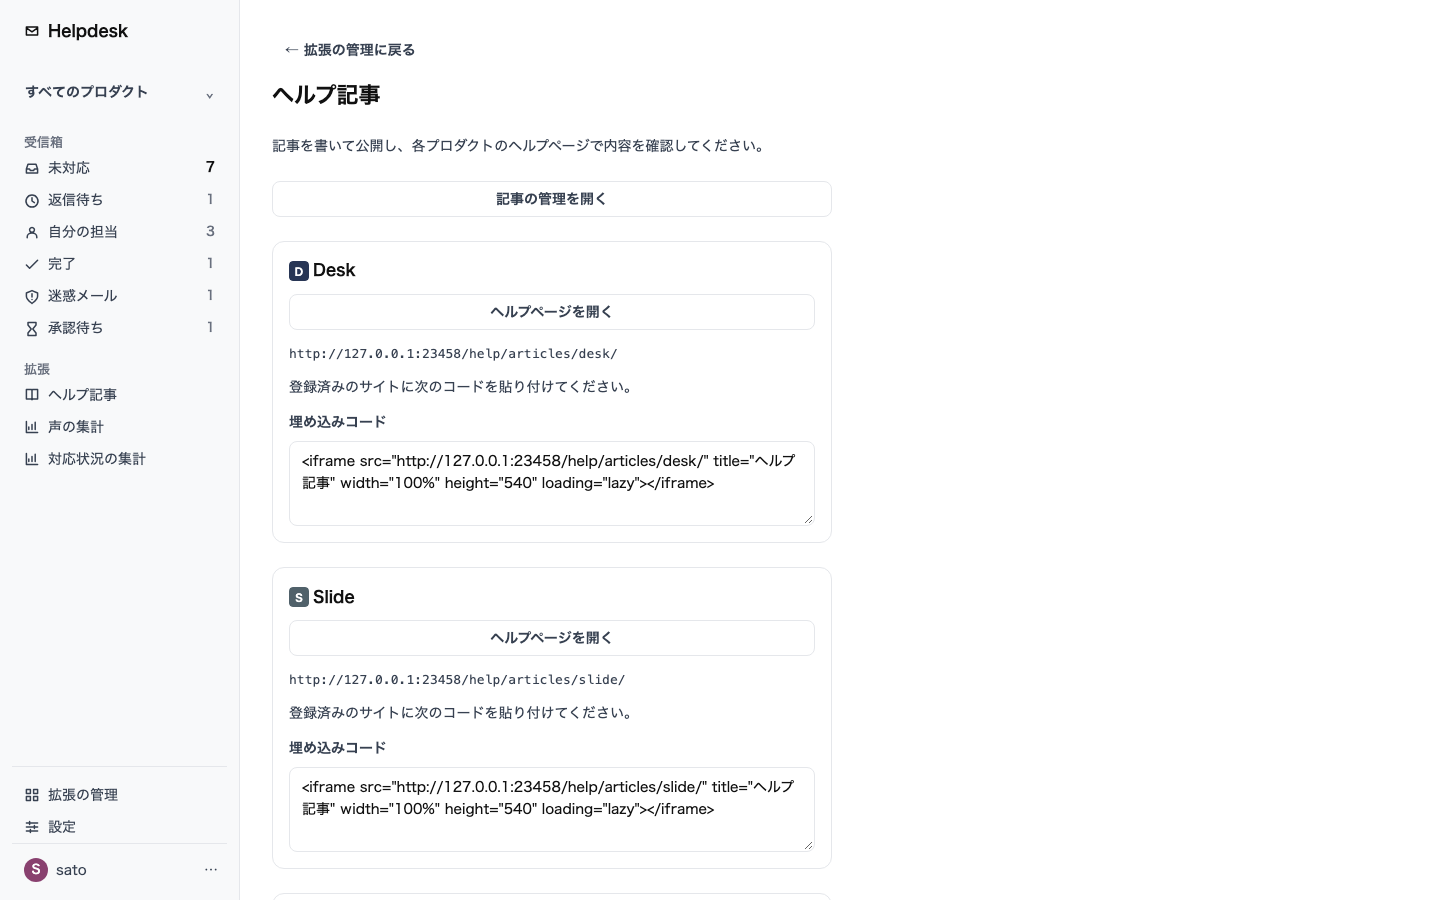 Helpdesk
すべてのプロダクト
受信箱
未対応 7
返信待ち 1
自分の担当 3
完了 1
迷惑メール 1
承認待ち 1
拡張
ヘルプ記事
声の集計
対応状況の集計
拡張の管理
設定
S sato ...
← 拡張の管理に戻る
ヘルプ記事
記事を書いて公開し、各プロダクトのヘルプページで内容を確認してください。
記事の管理を開く
D Desk
ヘルプページを開く
http://127.0.0.1:23458/help/articles/desk/
登録済みのサイトに次のコードを貼り付けてください。
埋め込みコード
<iframe src="http://127.0.0.1:23458/help/articles/desk/" title="ヘルプ
記事" width="100%" height="540" loading="lazy"></iframe>
S Slide
ヘルプページを開く
http://127.0.0.1:23458/help/articles/slide/
登録済みのサイトに次のコードを貼り付けてください。
埋め込みコード
<iframe src="http://127.0.0.1:23458/help/articles/slide/" title="ヘルプ
記事" width="100%" height="540" loading="lazy"></iframe>